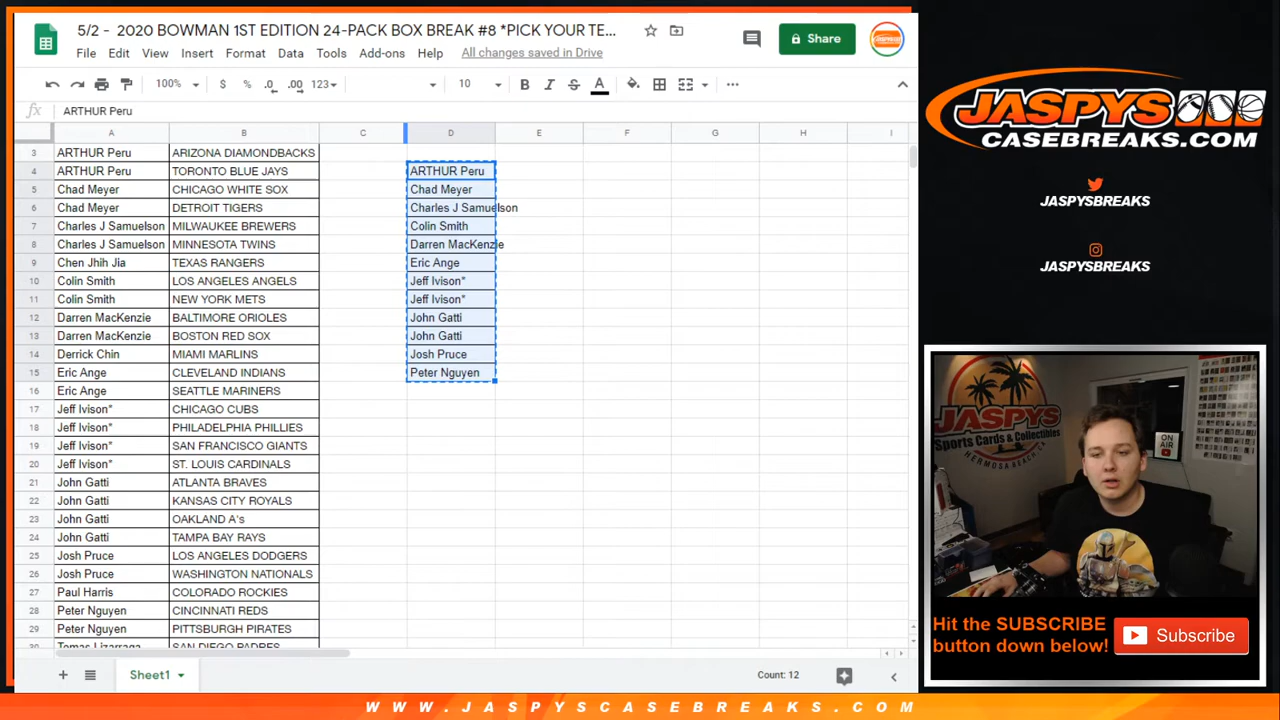 5/2 -  2020 BOWMAN 1ST EDITION 24-PACK BOX BREAK #8 *PICK YOUR TE...
Share
File Edit View Insert Format Data Tools Add-ons Help All changes saved in Drive
100% $ % .0 .00 123 10 B I S A
fx ARTHUR Peru
A B C D E F G H I
3 ARTHUR Peru ARIZONA DIAMONDBACKS
4 ARTHUR Peru TORONTO BLUE JAYS ARTHUR Peru
5 Chad Meyer CHICAGO WHITE SOX Chad Meyer
6 Chad Meyer DETROIT TIGERS Charles J Samuelson
7 Charles J Samuelson MILWAUKEE BREWERS Colin Smith
8 Charles J Samuelson MINNESOTA TWINS Darren MacKenzie
9 Chen Jhih Jia TEXAS RANGERS Eric Ange
10 Colin Smith LOS ANGELES ANGELS Jeff Ivison*
11 Colin Smith NEW YORK METS Jeff Ivison*
12 Darren MacKenzie BALTIMORE ORIOLES John Gatti
13 Darren MacKenzie BOSTON RED SOX John Gatti
14 Derrick Chin MIAMI MARLINS Josh Pruce
15 Eric Ange CLEVELAND INDIANS Peter Nguyen
16 Eric Ange SEATTLE MARINERS
17 Jeff Ivison* CHICAGO CUBS
18 Jeff Ivison* PHILADELPHIA PHILLIES
19 Jeff Ivison* SAN FRANCISCO GIANTS
20 Jeff Ivison* ST. LOUIS CARDINALS
21 John Gatti ATLANTA BRAVES
22 John Gatti KANSAS CITY ROYALS
23 John Gatti OAKLAND A's
24 John Gatti TAMPA BAY RAYS
25 Josh Pruce LOS ANGELES DODGERS
26 Josh Pruce WASHINGTON NATIONALS
27 Paul Harris COLORADO ROCKIES
28 Peter Nguyen CINCINNATI REDS
29 Peter Nguyen PITTSBURGH PIRATES
30 Tomas Lizarraga SAN DIEGO PADRES
Sheet1
Count: 12
JASPYS
CASEBREAKS.COM
JASPYSBREAKS
JASPYSBREAKS
JASPYS
Sports Cards & Collectibles
HERMOSA BEACH CA
ON
AIR
Hit the SUBSCRIBE
button down below!
Subscribe
WWW.JASPYSCASEBREAKS.COM